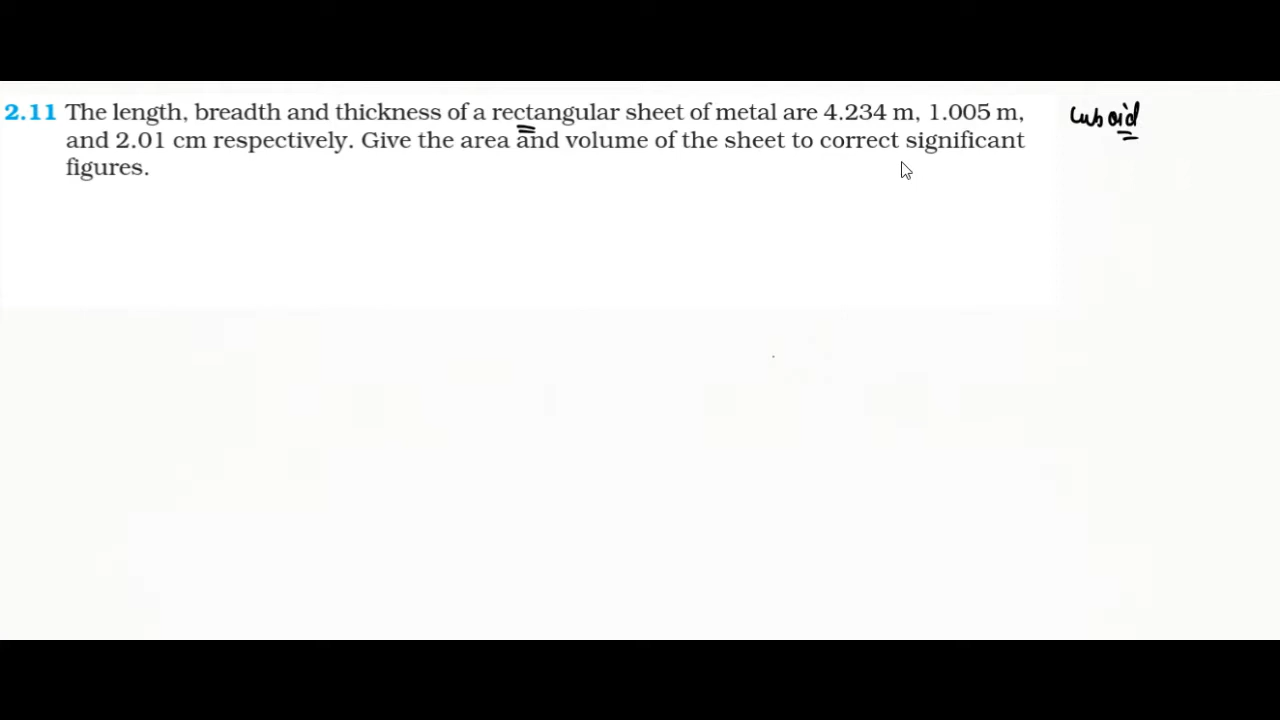 2.11 The length, breadth and thickness of a rectangular sheet of metal are 4.234 m, 1.005 m,
and 2.01 cm respectively. Give the area and volume of the sheet to correct significant
figures.
cuboid